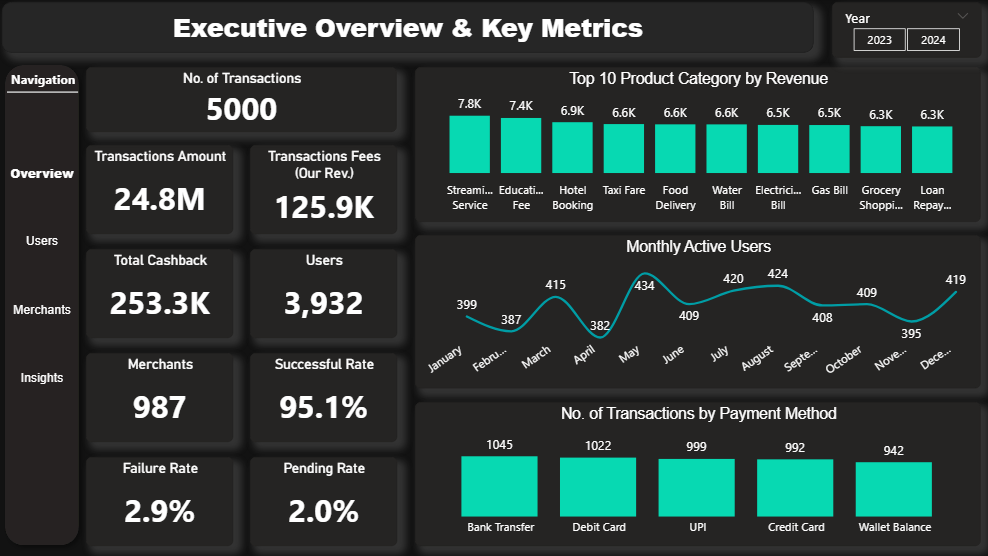 Executive Overview & Key Metrics
Year
2023
2024
Navigation
Overview
Users
Merchants
Insights
No. of Transactions
5000
Transactions Amount
24.8M
Transactions Fees
(Our Rev.)
125.9K
Total Cashback
253.3K
Users
3,932
Merchants
987
Successful Rate
95.1%
Failure Rate
2.9%
Pending Rate
2.0%
Top 10 Product Category by Revenue
7.8K 7.4K 6.9K 6.6K 6.6K 6.6K 6.5K 6.5K 6.3K 6.3K
Streami...
Service
Educati...
Fee
Hotel
Booking
Taxi Fare
Food
Delivery
Water
Bill
Electrici...
Bill
Gas Bill
Grocery
Shoppi...
Loan
Repay...
Monthly Active Users
399 387 415 382 434 409 420 424 408 409 395 419
January Febru... March April May June July August Septe... October Nove... Dece...
No. of Transactions by Payment Method
1045 1022 999 992 942
Bank Transfer Debit Card UPI Credit Card Wallet Balance